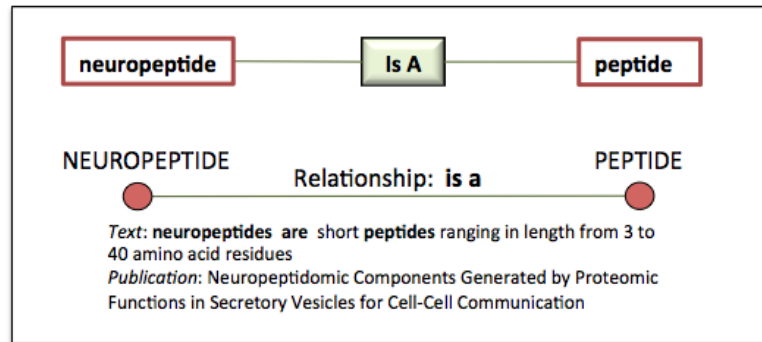 neuropeptide Is A peptide
NEUROPEPTIDE PEPTIDE
Relationship: is a
Text: neuropeptides are short peptides ranging in length from 3 to
40 amino acid residues
Publication: Neuropeptidomic Components Generated by Proteomic
Functions in Secretory Vesicles for Cell-Cell Communication